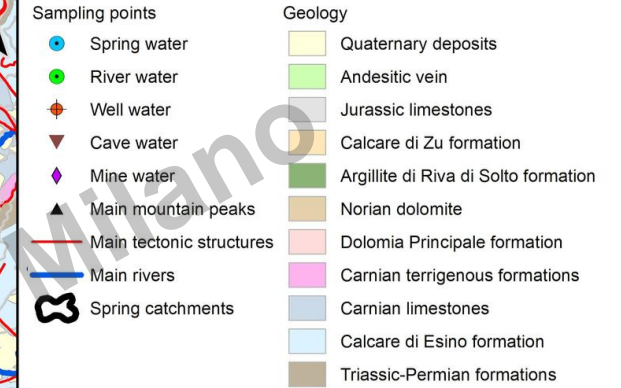 Sampling points
Spring water
River water
Well water
Cave water
Mine water
Main mountain peaks
Main tectonic structures
Main rivers
Spring catchments
Geology
Quaternary deposits
Andesitic vein
Jurassic limestones
Calcare di Zu formation
Argillite di Riva di Solto formation
Norian dolomite
Dolomia Principale formation
Carnian terrigenous formations
Carnian limestones
Calcare di Esino formation
Triassic-Permian formations
Milano